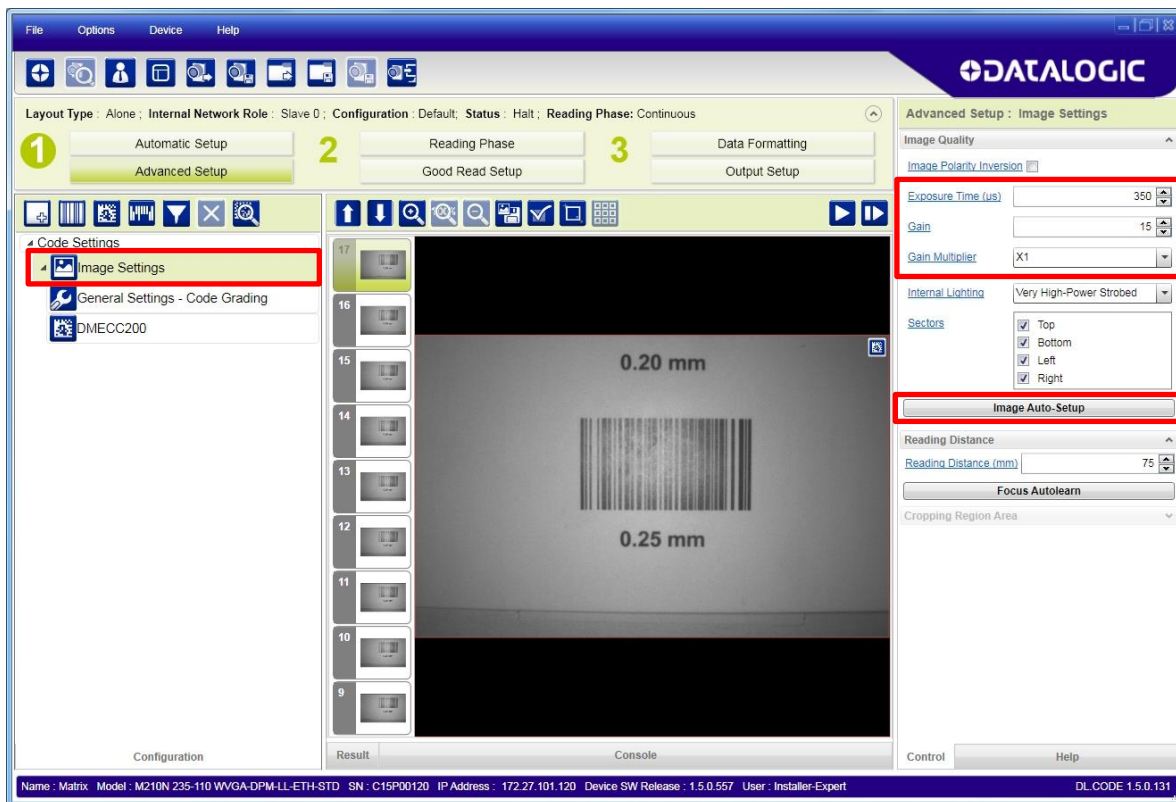 File Options Device Help
DATALOGIC
Layout Type : Alone ; Internal Network Role : Slave 0 ; Configuration : Default; Status : Halt ; Reading Phase: Continuous
1 Automatic Setup 2 Reading Phase 3 Data Formatting
Advanced Setup Good Read Setup Output Setup
Code Settings
Image Settings
General Settings - Code Grading
DMECC200
Configuration
17
16
15
14
13
12
11
10
9
0.20 mm
0.25 mm
Result Console
Advanced Setup : Image Settings
Image Quality
Image Polarity Inversion
Exposure Time (us) 350
Gain 15
Gain Multiplier X1
Internal Lighting Very High-Power Strobed
Sectors Top
Bottom
Left
Right
Image Auto-Setup
Reading Distance
Reading Distance (mm) 75
Focus Autolearn
Cropping Region Area
Control Help
Name : Matrix Model : M210N 235-110 WVGA-DPM-LL-ETH-STD SN : C15P00120 IP Address : 172.27.101.120 Device SW Release : 1.5.0.557 User : Installer-Expert DL.CODE 1.5.0.131